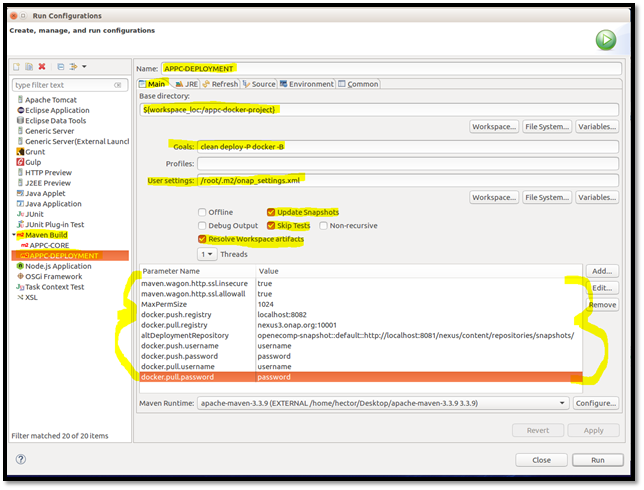 Run Configurations
Create, manage, and run configurations
type filter text
Apache Tomcat
Eclipse Application
Eclipse Data Tools
Generic Server
Generic Server(External Launch
Grunt
Gulp
HTTP Preview
J2EE Preview
Java Applet
Java Application
JUnit
JUnit Plug-in Test
Maven Build
APPC-CORE
APPC-DEPLOYMENT
Node.js Application
OSGi Framework
Task Context Test
XSL
Filter matched 20 of 20 items
Name: APPC-DEPLOYMENT
Main JRE Refresh Source Environment Common
Base directory:
${workspace_loc:/appc-docker-project}
Workspace... File System... Variables...
Goals: clean deploy -P docker -B
Profiles:
User settings: /root/.m2/onap_settings.xml
Workspace... File System... Variables...
Offline Update Snapshots
Debug Output Skip Tests Non-recursive
Resolve Workspace artifacts
1 Threads
Parameter Name Value Add...
maven.wagon.http.ssl.insecure true Edit...
maven.wagon.http.ssl.allowall true
MaxPermSize 1024 Remove
docker.push.registry localhost:8082
docker.pull.registry nexus3.onap.org:10001
altDeploymentRepository openecomp-snapshot::default::http://localhost:8081/nexus/content/repositories/snapshots/
docker.push.username username
docker.push.password password
docker.pull.username username
docker.pull.password password
Maven Runtime: apache-maven-3.3.9 (EXTERNAL /home/hector/Desktop/apache-maven-3.3.9 3.3.9) Configure...
Revert Apply
Close Run